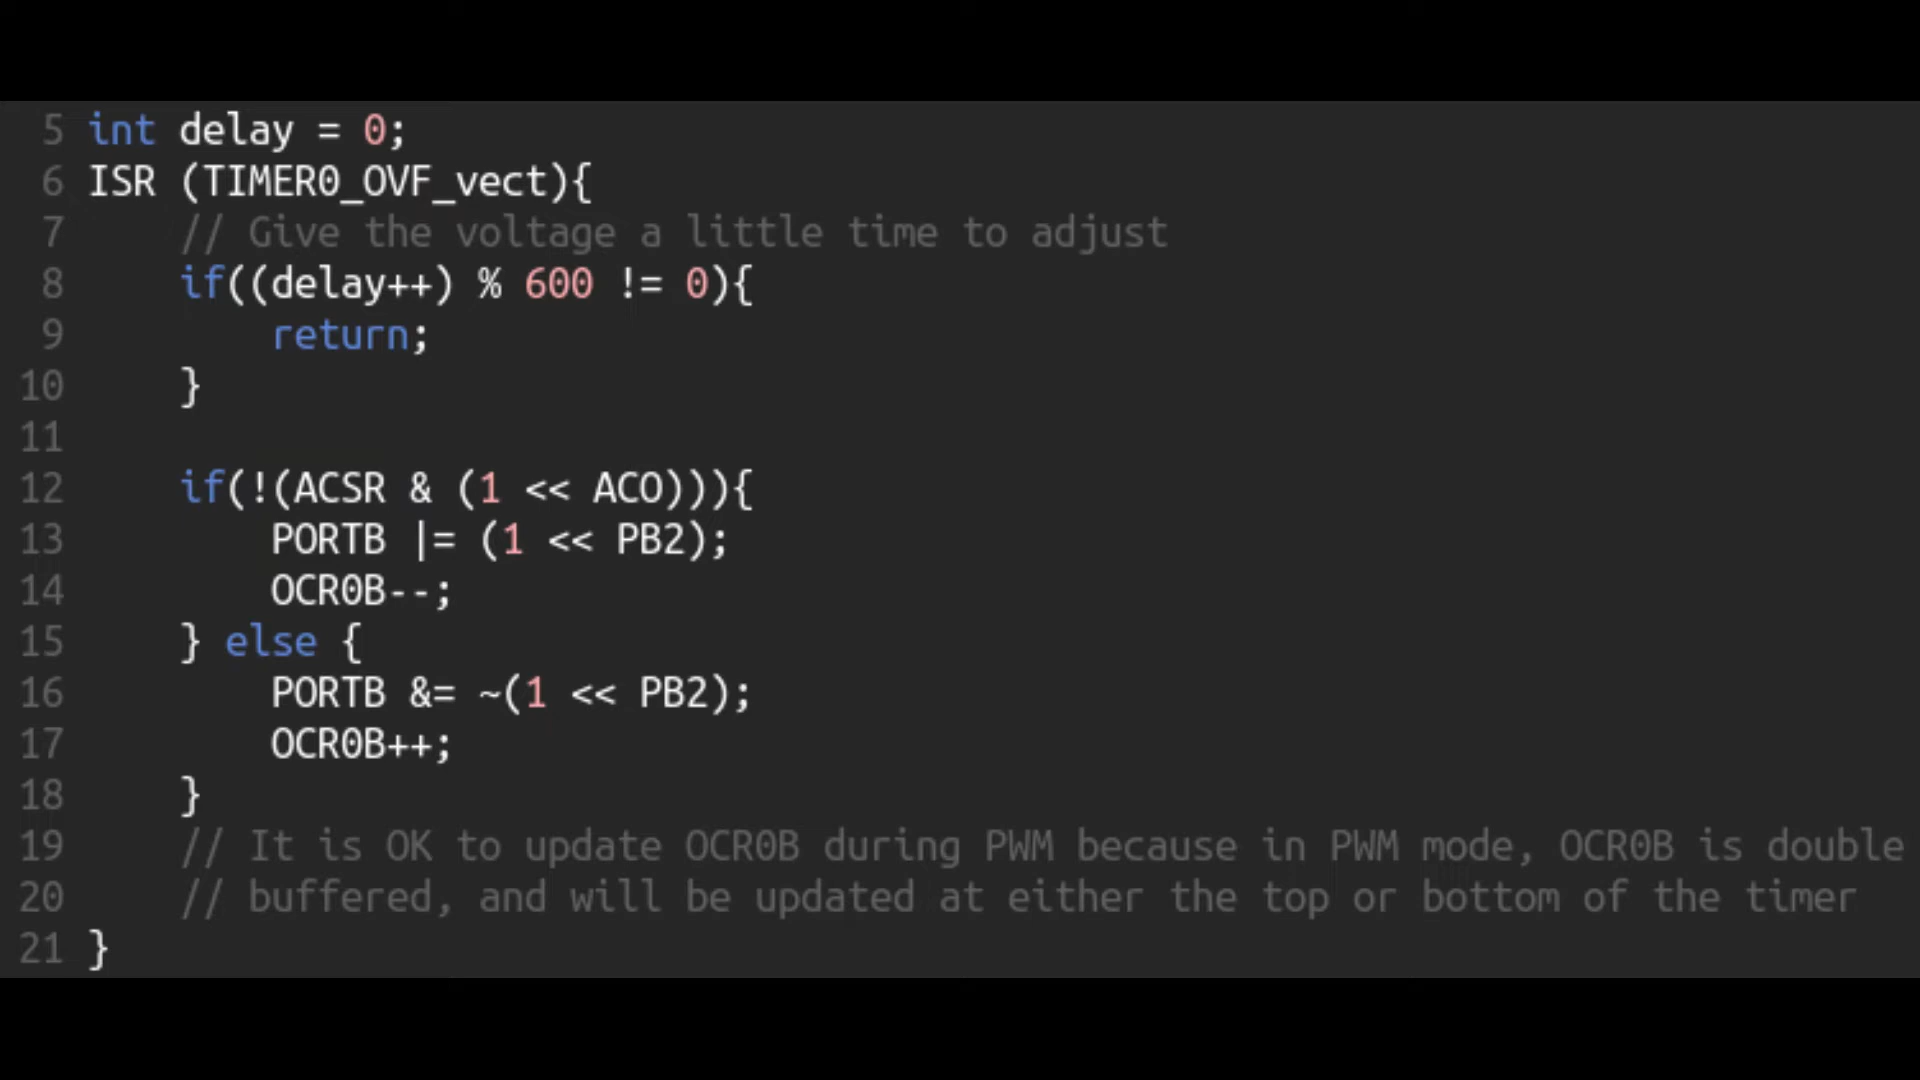 5 int delay = 0;
6 ISR (TIMER0_OVF_vect){
7 // Give the voltage a little time to adjust
8 if((delay++) % 600 != 0){
9 return;
10 }
11
12 if(!(ACSR & (1 << ACO))){
13 PORTB |= (1 << PB2);
14 OCR0B--;
15 } else {
16 PORTB &= ~(1 << PB2);
17 OCR0B++;
18 }
19 // It is OK to update OCR0B during PWM because in PWM mode, OCR0B is double
20 // buffered, and will be updated at either the top or bottom of the timer
21 }